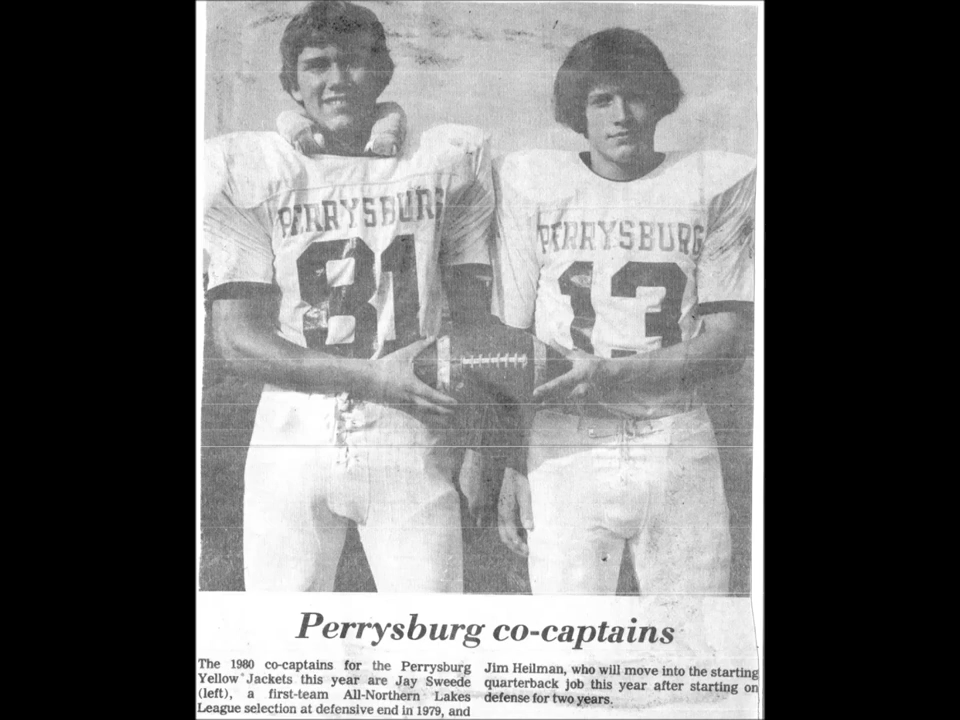 PERRYSBURG
81
PERRYSBURG
13
Perrysburg co-captains
The 1980 co-captains for the Perrysburg
Yellow Jackets this year are Jay Sweede
(left), a first-team All-Northern Lakes
League selection at defensive end in 1979, and
Jim Heilman, who will move into the starting
quarterback job this year after starting on
defense for two years.